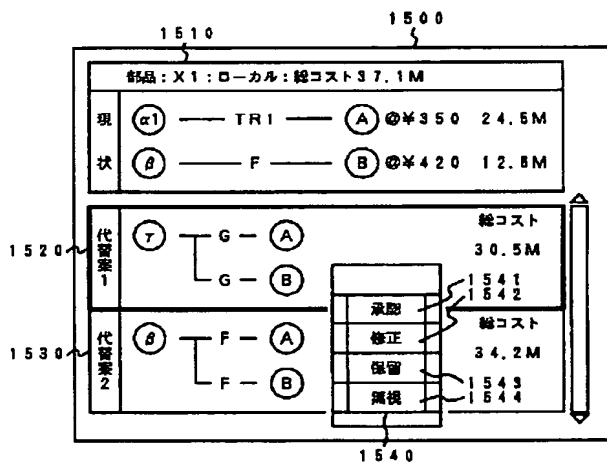 1500
1510
部品:X1:ローカル:総コスト37.1M
現状
α1 TR1 A @¥350 24.5M
β F B @¥420 12.6M
1520
代替案1
γ G A
G B
総コスト
30.5M
1530
代替案2
β F A
F B
総コスト
34.2M
承認
修正
保留
無視
1541
1542
1543
1544
1540